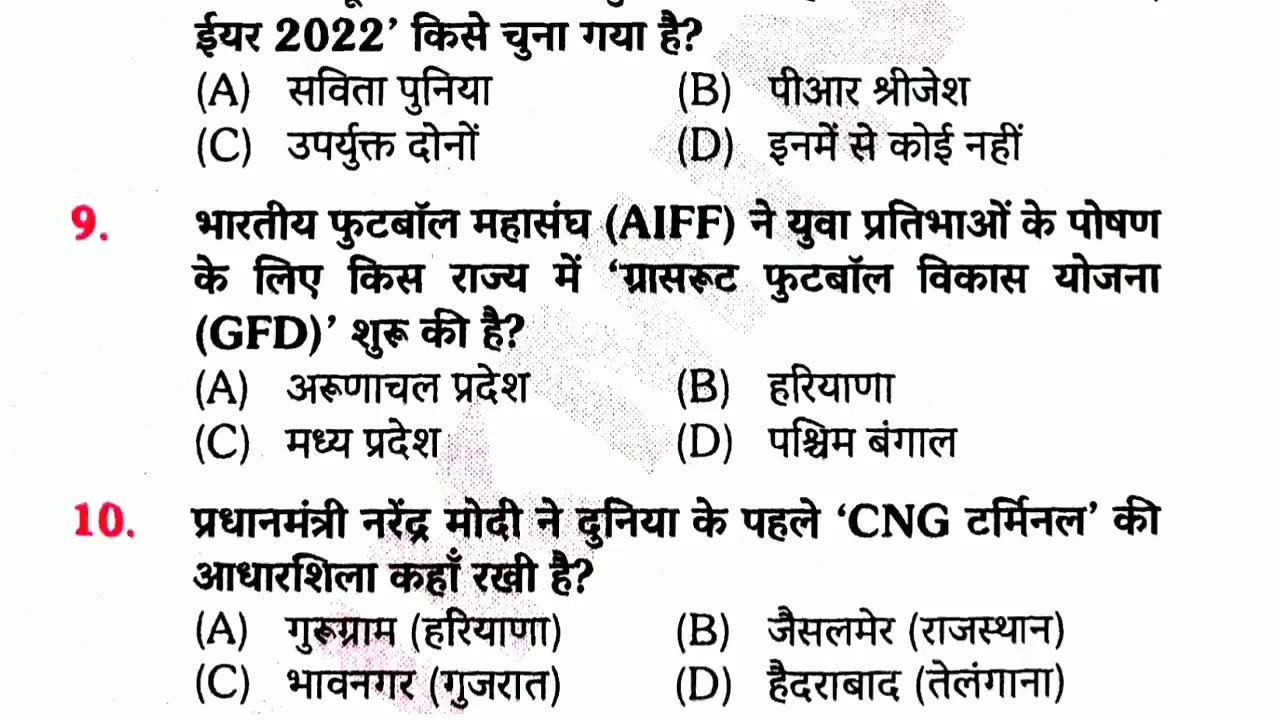 ईयर 2022’ किसे चुना गया है?
(A) सविता पुनिया (B) पीआर श्रीजेश
(C) उपर्युक्त दोनों (D) इनमें से कोई नहीं
9. भारतीय फुटबॉल महासंघ (AIFF) ने युवा प्रतिभाओं के पोषण
के लिए किस राज्य में ‘ग्रासरूट फुटबॉल विकास योजना
(GFD)’ शुरू की है?
(A) अरूणाचल प्रदेश (B) हरियाणा
(C) मध्य प्रदेश (D) पश्चिम बंगाल
10. प्रधानमंत्री नरेंद्र मोदी ने दुनिया के पहले ‘CNG टर्मिनल’ की
आधारशिला कहाँ रखी है?
(A) गुरूग्राम (हरियाणा) (B) जैसलमेर (राजस्थान)
(C) भावनगर (गुजरात) (D) हैदराबाद (तेलंगाना)